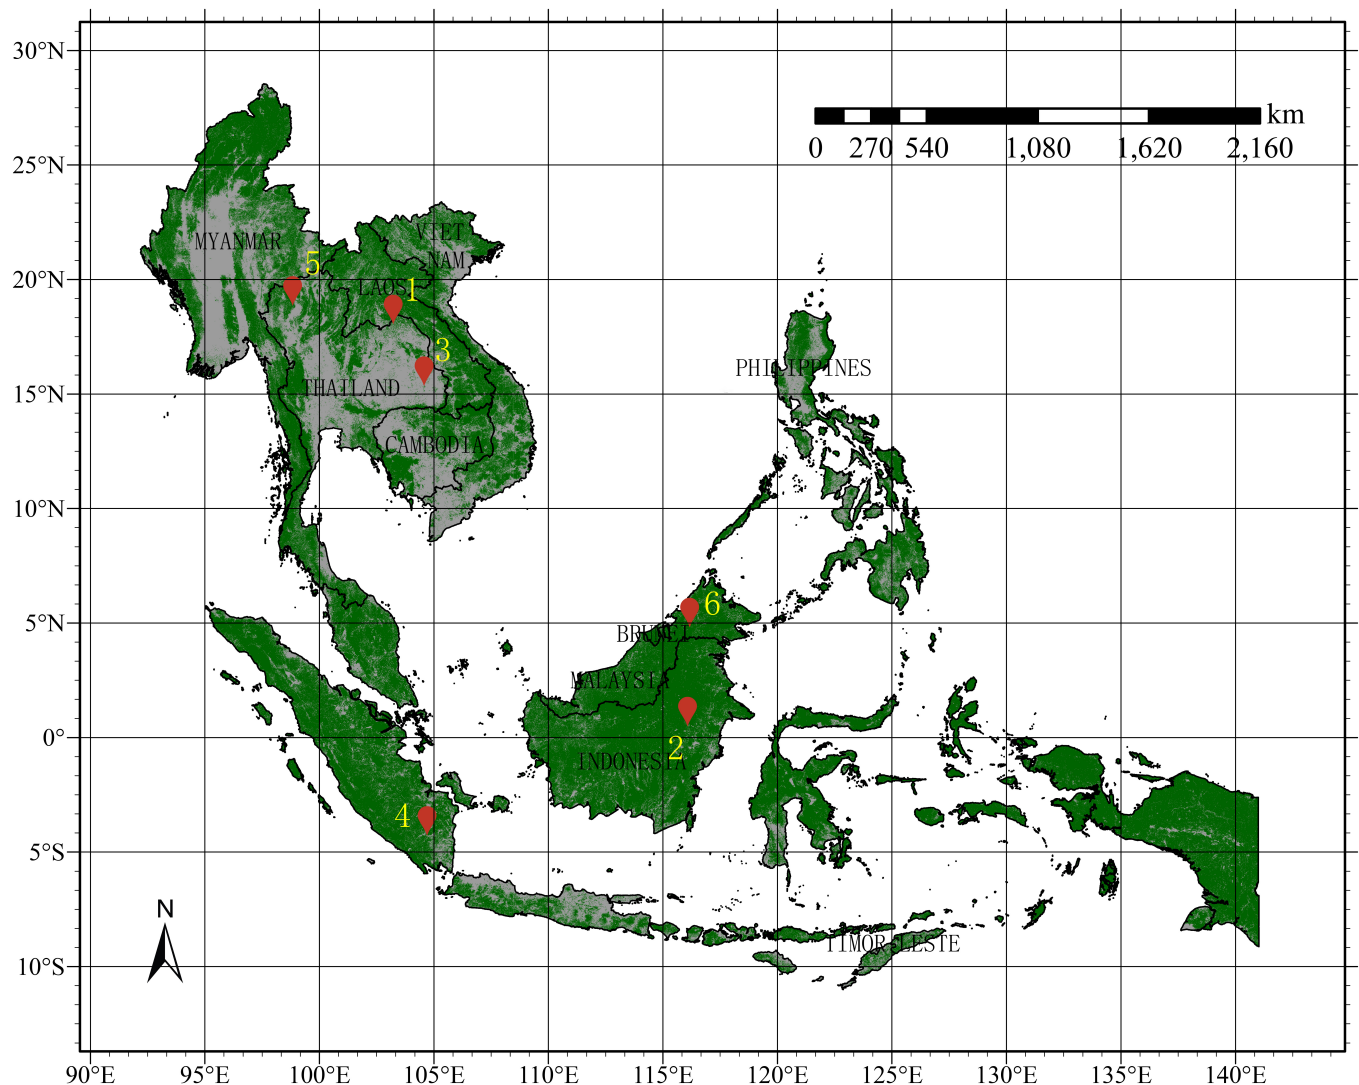 30°N
km
0 270 540 1,080 1,620 2,160
25°N
VIET
NAM
MYANMAR
5
20°N
LAOS
1
3
PHILIPPINES
THAILAND
15°N
CAMBODIA
10°N
6
5°N
BRUNEI
MALAYSIA
0°
2
INDONESIA
4
5°S
N
TIMOR-LESTE
10°S
90°E 95°E 100°E 105°E 110°E 115°E 120°E 125°E 130°E 135°E 140°E